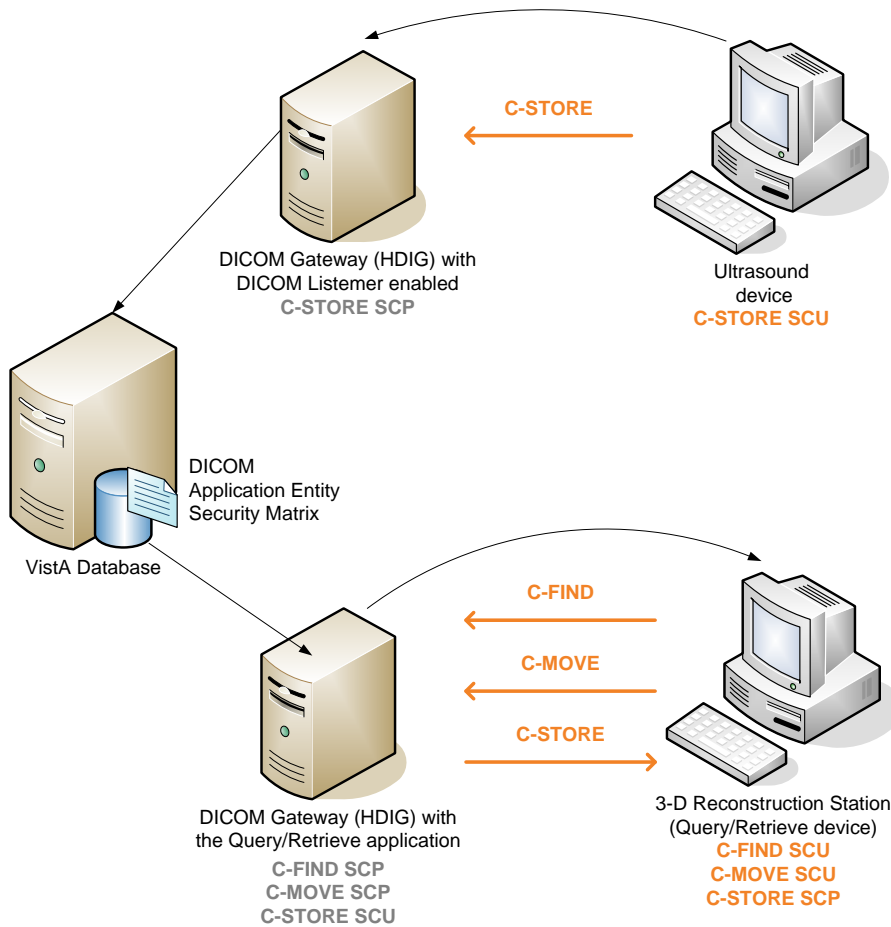 C-STORE
DICOM Gateway (HDIG) with
DICOM Listemer enabled
C-STORE SCP
Ultrasound
device
C-STORE SCU
DICOM
Application Entity
Security Matrix
VistA Database
C-FIND
C-MOVE
C-STORE
DICOM Gateway (HDIG) with
the Query/Retrieve application
C-FIND SCP
C-MOVE SCP
C-STORE SCU
3-D Reconstruction Station
(Query/Retrieve device)
C-FIND SCU
C-MOVE SCU
C-STORE SCP